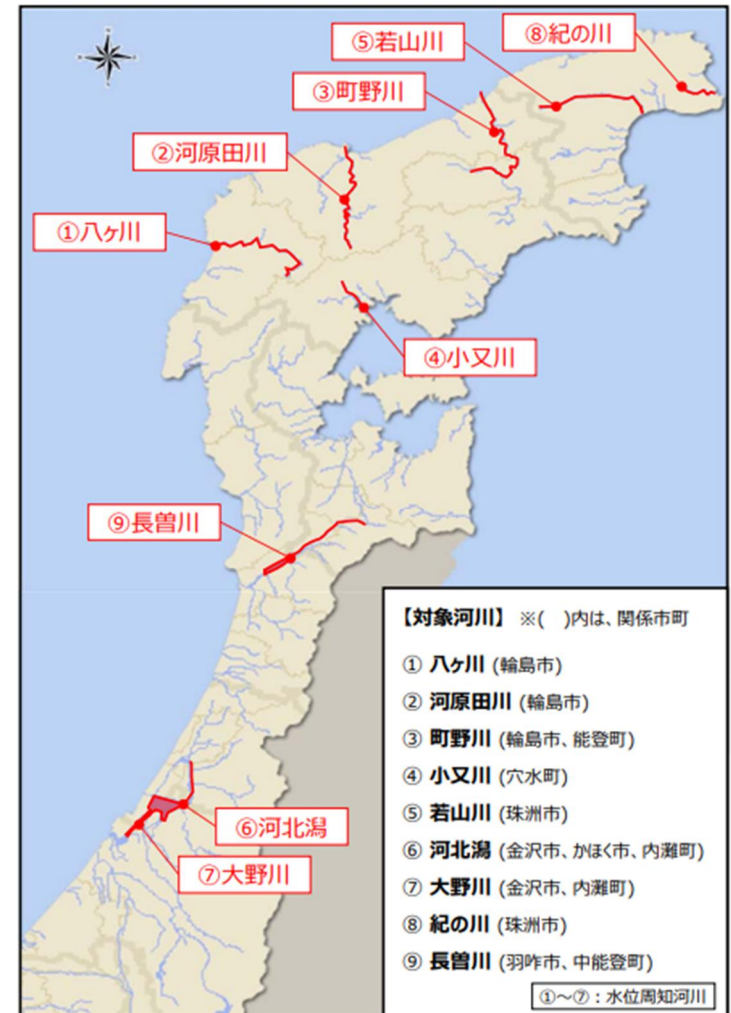 ⑧紀の川
⑤若山川
③町野川
②河原田川
①八ヶ川
④小又川
⑨長曽川
⑥河北潟
⑦大野川
【対象河川】 ※( )内は、関係市町
① 八ヶ川 (輪島市)
② 河原田川 (輪島市)
③ 町野川 (輪島市、能登町)
④ 小又川 (穴水町)
⑤ 若山川 (珠洲市)
⑥ 河北潟 (金沢市、かほく市、内灘町)
⑦ 大野川 (金沢市、内灘町)
⑧ 紀の川 (珠洲市)
⑨ 長曽川 (羽咋市、中能登町)
①～⑦：水位周知河川